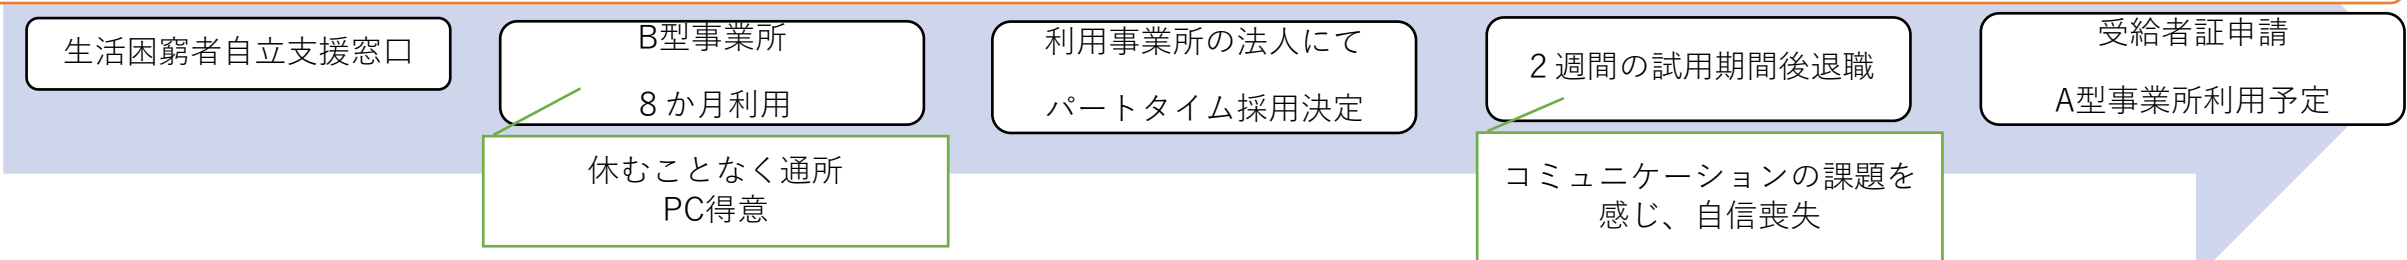 生活困窮者自立支援窓口
B型事業所
８か月利用
休むことなく通所
PC得意
利用事業所の法人にて
パートタイム採用決定
２週間の試用期間後退職
コミュニケーションの課題を
感じ、自信喪失
受給者証申請
A型事業所利用予定